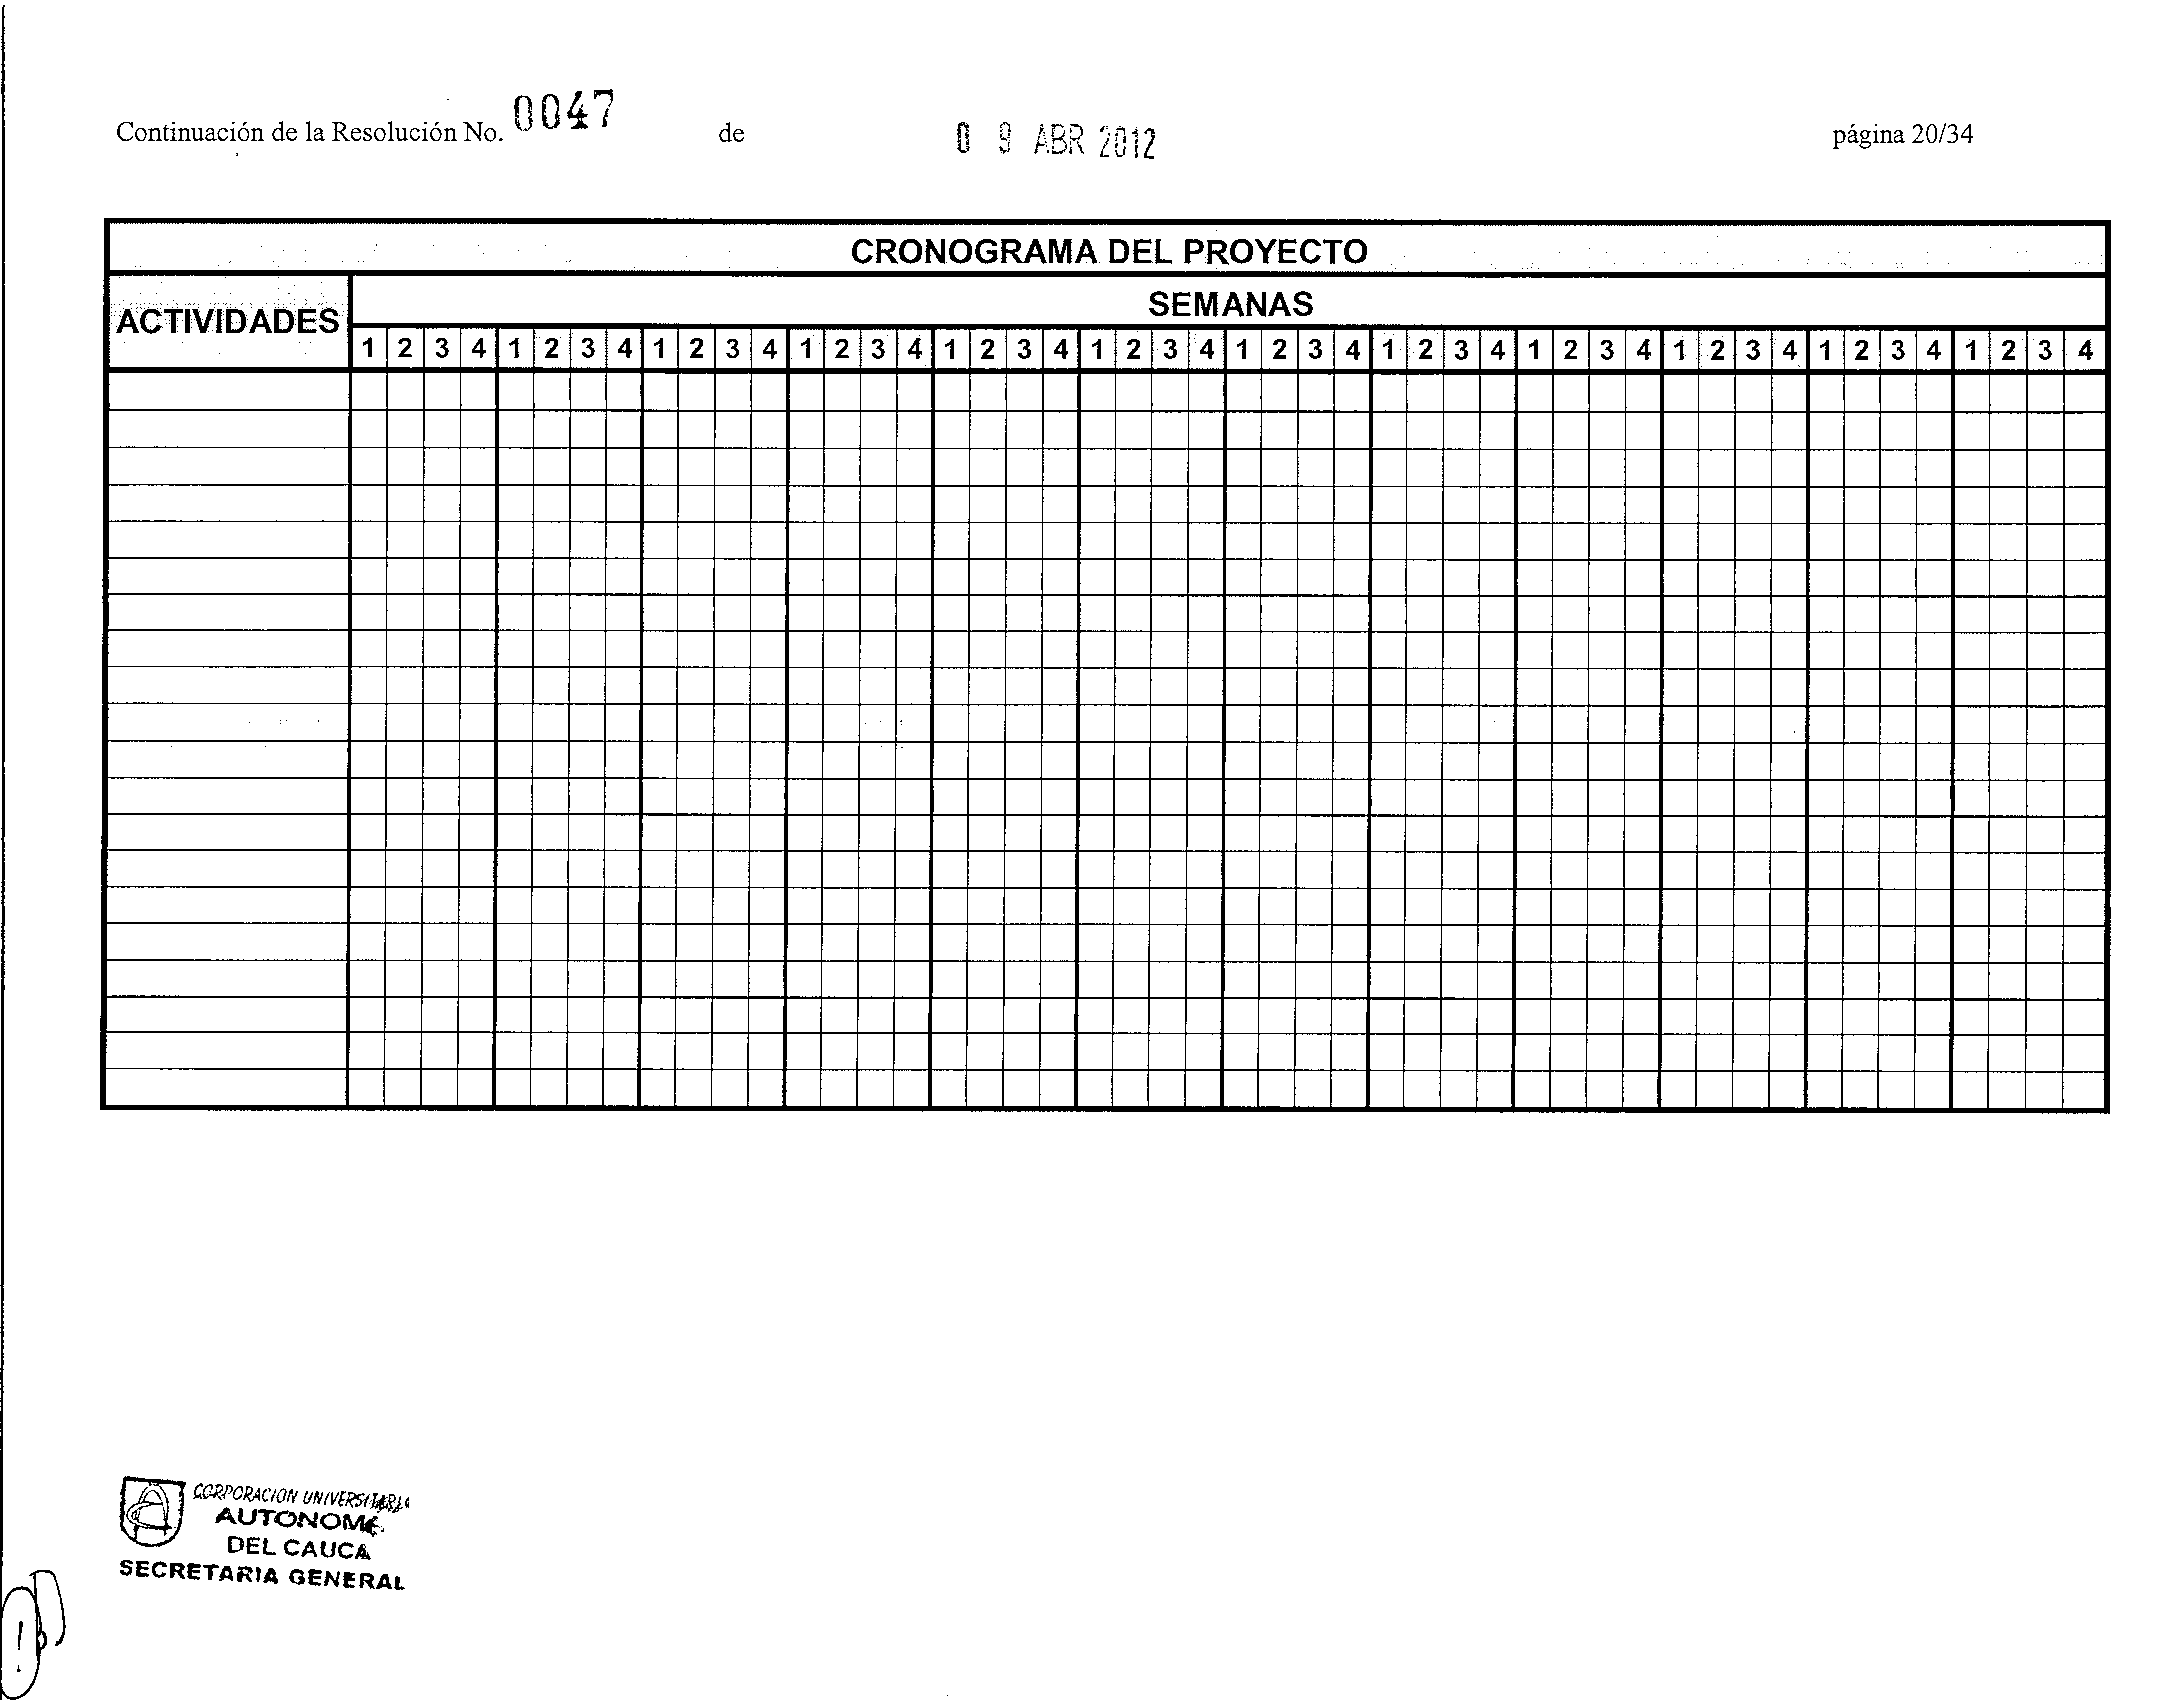 Continuación de la Resolución No. 0047 de 09 ABR 2012 página 20/34
CRONOGRAMA DEL PROYECTO
ACTIVIDADES
SEMANAS
1 2 3 4 1 2 3 4 1 2 3 4 1 2 3 4 1 2 3 4 1 2 3 4 1 2 3 4 1 2 3 4 1 2 3 4 1 2 3 4 1 2 3 4 1 2 3 4
CORPORACION UNIVERSITARIA
AUTONOMA
DEL CAUCA
SECRETARIA GENERAL